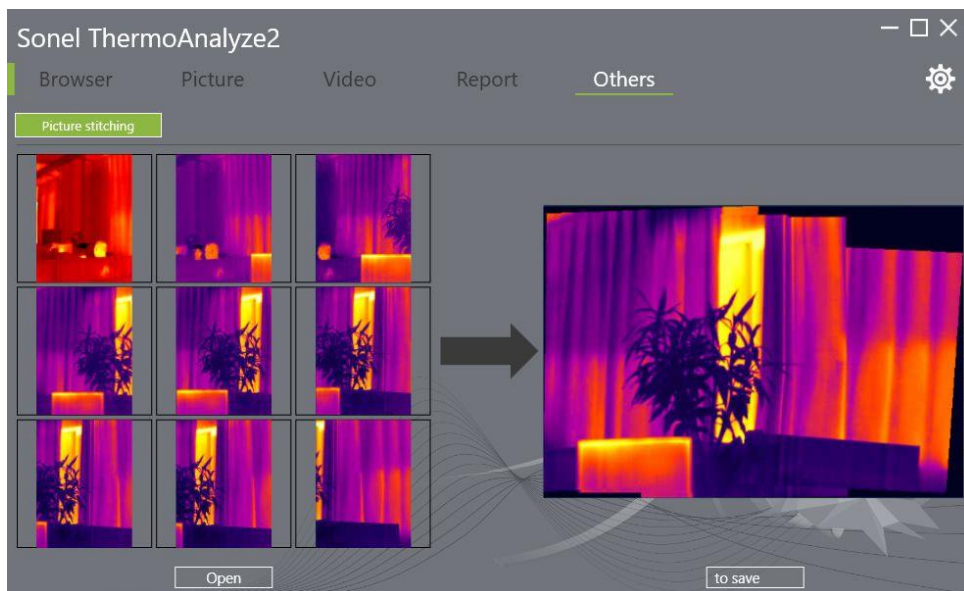 Sonel ThermoAnalyze2
Browser Picture Video Report Others
Picture stitching
Open to save